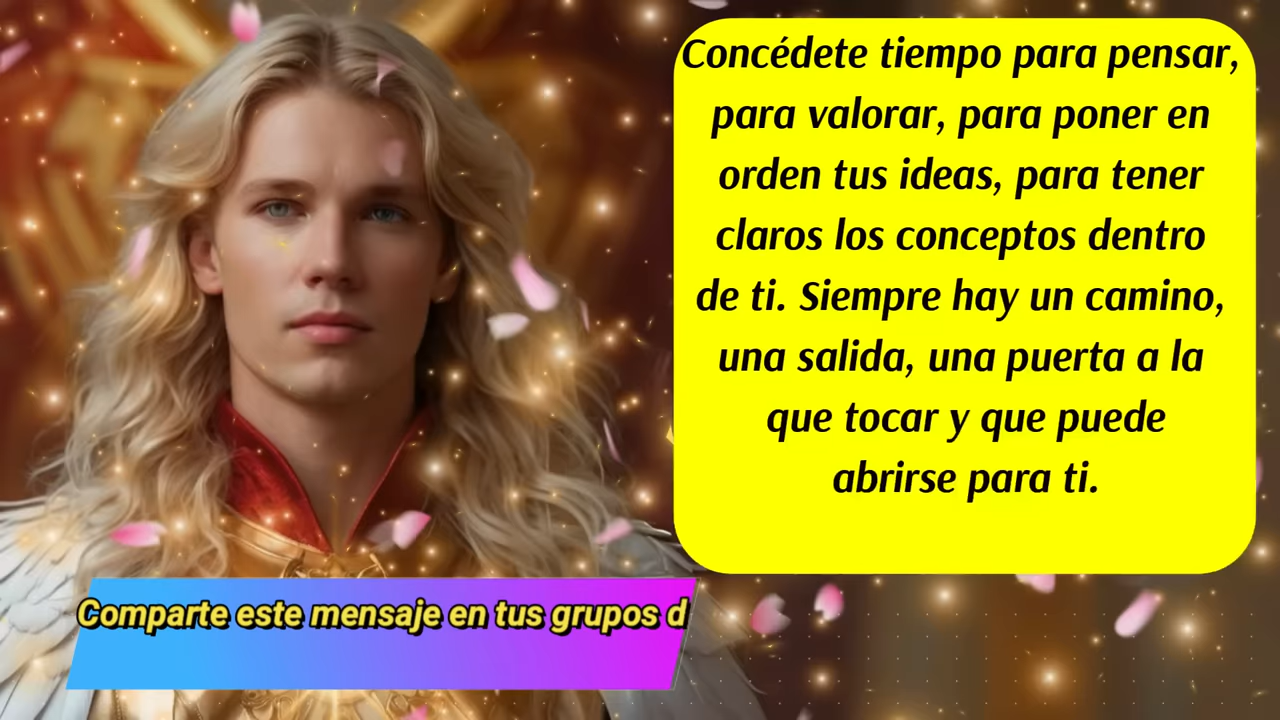 Concédete tiempo para pensar,
para valorar, para poner en
orden tus ideas, para tener
claros los conceptos dentro
de ti. Siempre hay un camino,
una salida, una puerta a la
que tocar y que puede
abrirse para ti.
Comparte este mensaje en tus grupos d